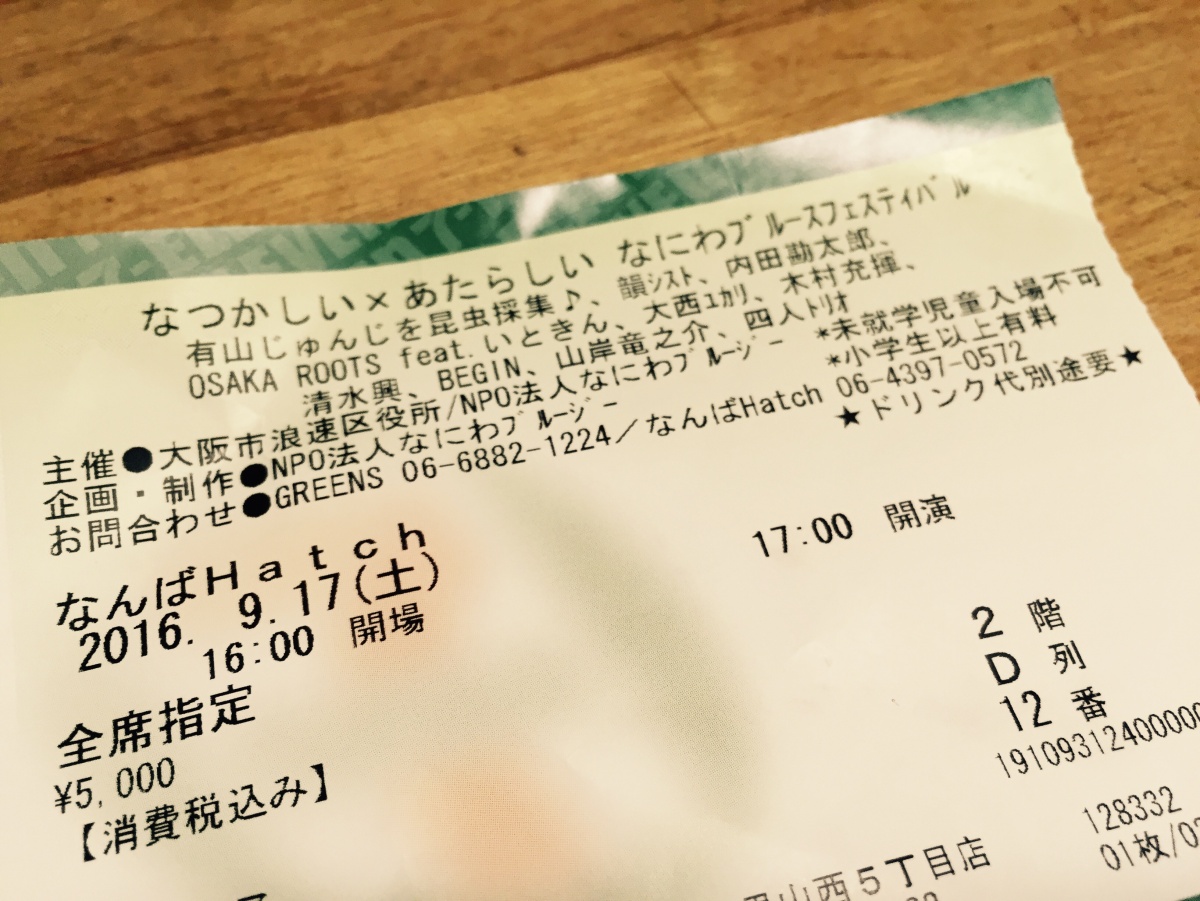 なつかしい×あたらしい なにわﾌﾞﾙｰｽフェスティバル
有山じゅんじを昆虫採集♪、韻ｼｽﾄ、内田勘太郎、
OSAKA ROOTS feat.いときん、大西ﾕｶﾘ、木村充揮、
清水興、BEGIN、山岸竜之介、四人ﾄﾘｵ *未就学児童入場不可
主催●大阪市浪速区役所/NPO法人なにわﾌﾞﾙｰｼﾞｰ *小学生以上有料
企画・制作●NPO法人なにわﾌﾞﾙｰｼﾞｰ
お問合わせ●GREENS 06-6882-1224／なんばHatch 06-4397-0572
★ドリンク代別途要★
なんばHatch
2016. 9.17(土)
16:00 開場 17:00 開演
全席指定 2 階
¥5,000 D 列
【消費税込み】 12 番
128332
山西5丁目店 01枚/